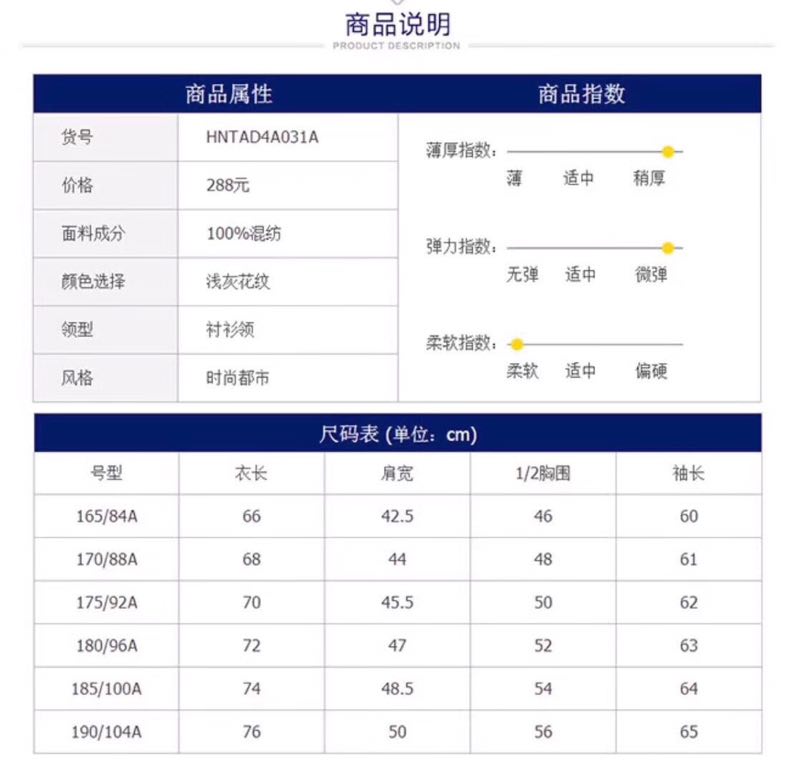 商品说明
PRODUCT DESCRIPTION
商品属性 商品指数
货号 HNTAD4A031A
价格 288元
面料成分 100%混纺
颜色选择 浅灰花纹
领型 衬衫领
风格 时尚都市
薄厚指数：
薄 适中 稍厚
弹力指数：
无弹 适中 微弹
柔软指数：
柔软 适中 偏硬
尺码表 (单位：cm)
号型 衣长 肩宽 1/2胸围 袖长
165/84A 66 42.5 46 60
170/88A 68 44 48 61
175/92A 70 45.5 50 62
180/96A 72 47 52 63
185/100A 74 48.5 54 64
190/104A 76 50 56 65